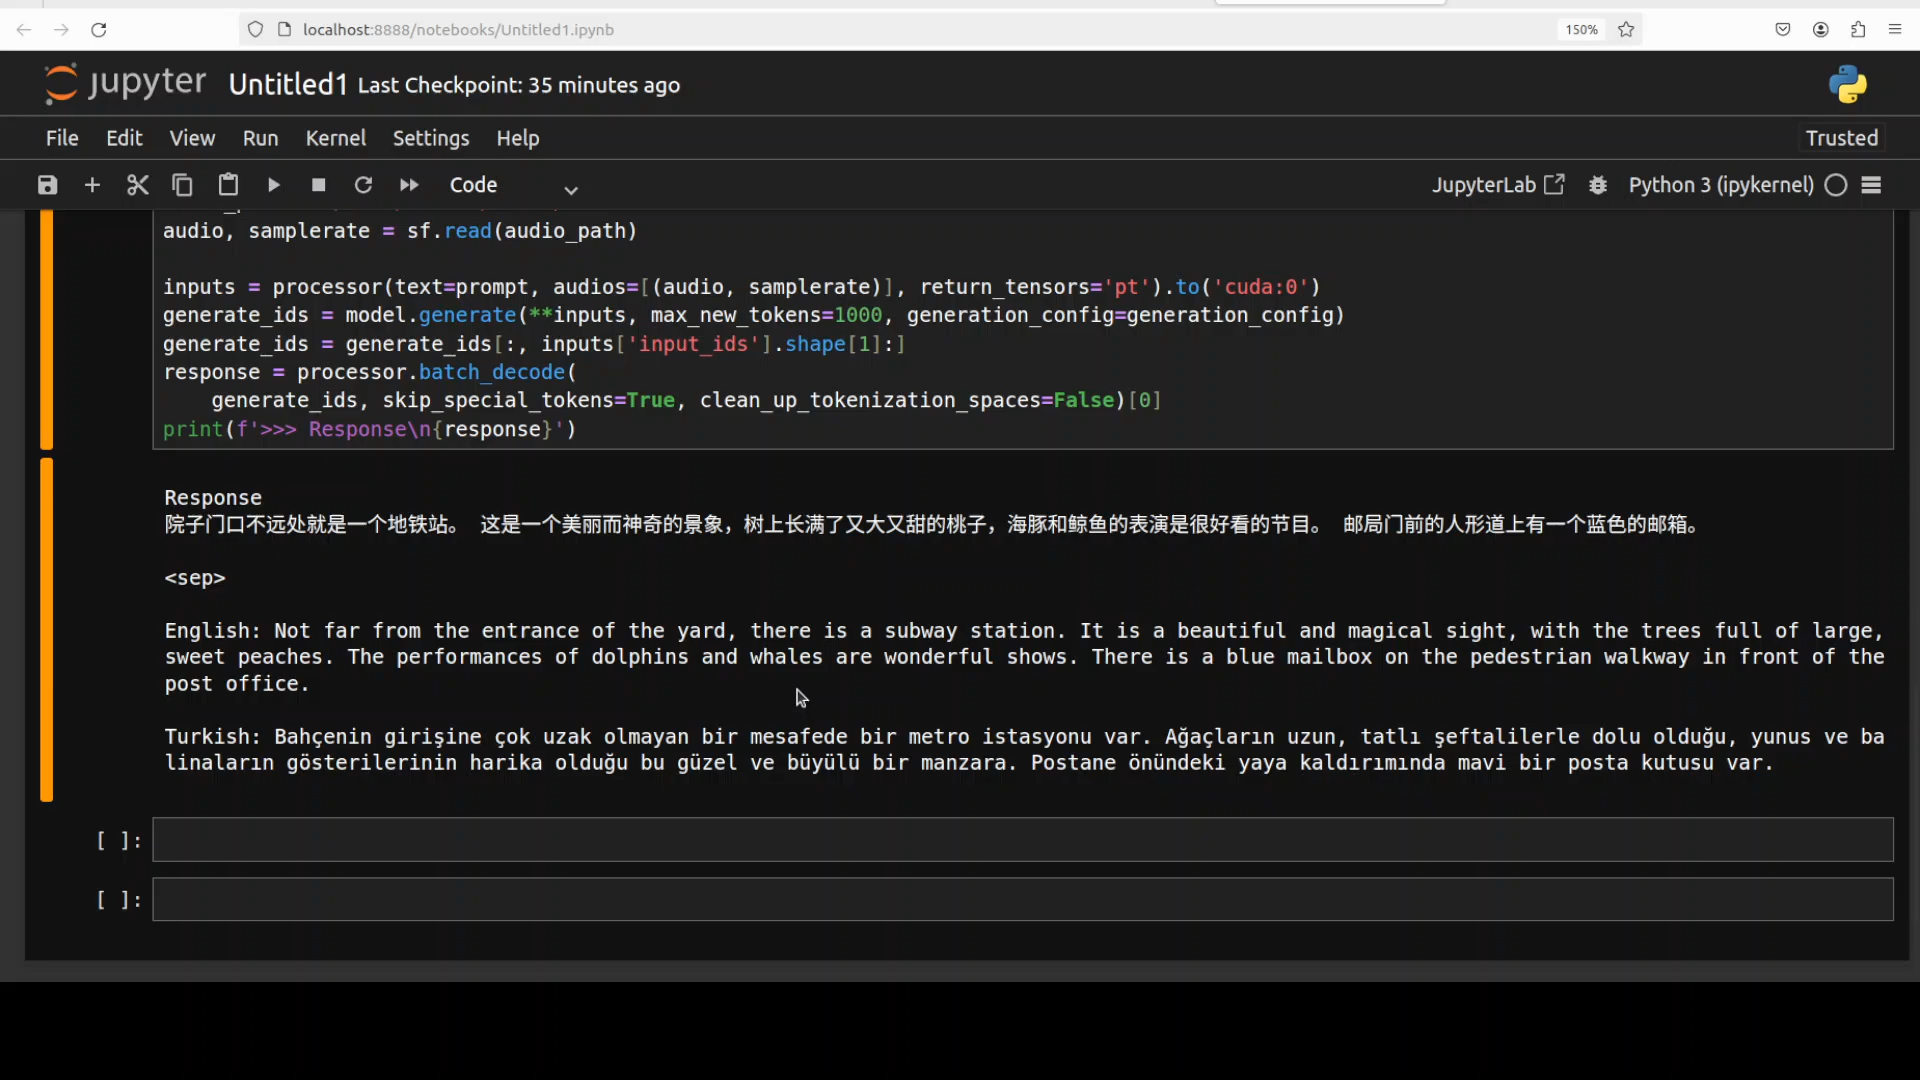 localhost:8888/notebooks/Untitled1.ipynb
150%
jupyter Untitled1 Last Checkpoint: 35 minutes ago
File Edit View Run Kernel Settings Help
Trusted
Code
JupyterLab
Python 3 (ipykernel)
audio, samplerate = sf.read(audio_path)
inputs = processor(text=prompt, audios=[(audio, samplerate)], return_tensors='pt').to('cuda:0')
generate_ids = model.generate(**inputs, max_new_tokens=1000, generation_config=generation_config)
generate_ids = generate_ids[:, inputs['input_ids'].shape[1]:]
response = processor.batch_decode(
    generate_ids, skip_special_tokens=True, clean_up_tokenization_spaces=False)[0]
print(f'>>> Response\n{response}')
Response
院子门口不远处就是一个地铁站。 这是一个美丽而神奇的景象，树上长满了又大又甜的桃子，海豚和鲸鱼的表演是很好看的节目。 邮局门前的人形道上有一个蓝色的邮箱。
<sep>
English: Not far from the entrance of the yard, there is a subway station. It is a beautiful and magical sight, with the trees full of large,
sweet peaches. The performances of dolphins and whales are wonderful shows. There is a blue mailbox on the pedestrian walkway in front of the
post office.
Turkish: Bahçenin girişine çok uzak olmayan bir mesafede bir metro istasyonu var. Ağaçların uzun, tatlı şeftalilerle dolu olduğu, yunus ve ba
linaların gösterilerinin harika olduğu bu güzel ve büyülü bir manzara. Postane önündeki yaya kaldırımında mavi bir posta kutusu var.
[ ]:
[ ]: